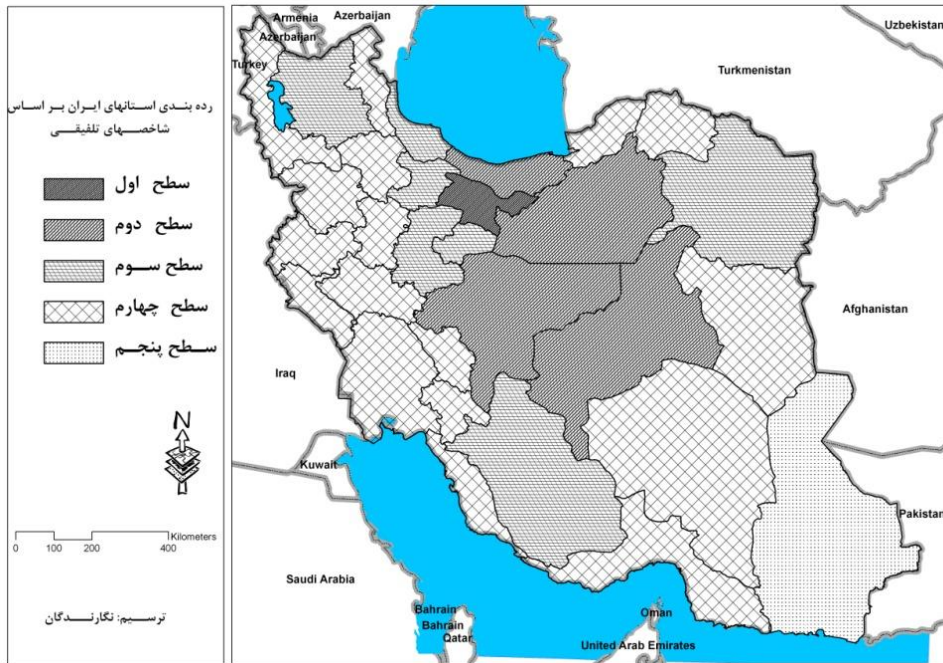 رده بندی استانهای ایران بر اساس
شاخصهای تلفیقی
سطح اول
سطح دوم
سطح سوم
سطح چهارم
سطح پنجم
N
0 100 200 400 Kilometers
ترسیم: نگارندگان
Armenia
Azerbaijan
Azerbaijan
Turkey
Uzbekistan
Turkmenistan
Afghanistan
Iraq
Kuwait
Pakistan
Saudi Arabia
Bahrain
Bahrain
Qatar
Oman
United Arab Emirates